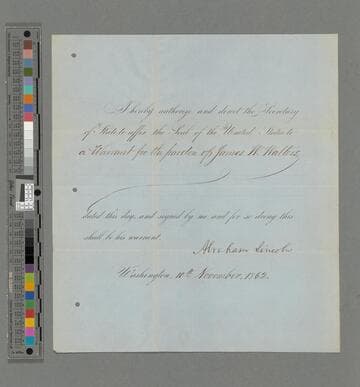 I hereby authorize and direct the Secretary
of State to affix the Seal of the United States to
a Warrant for the pardon of James W. Walters,
dated this day, and signed by me and for so doing this
shall be his warrant.
Abraham Lincoln
Washington, 10th November, 1862.